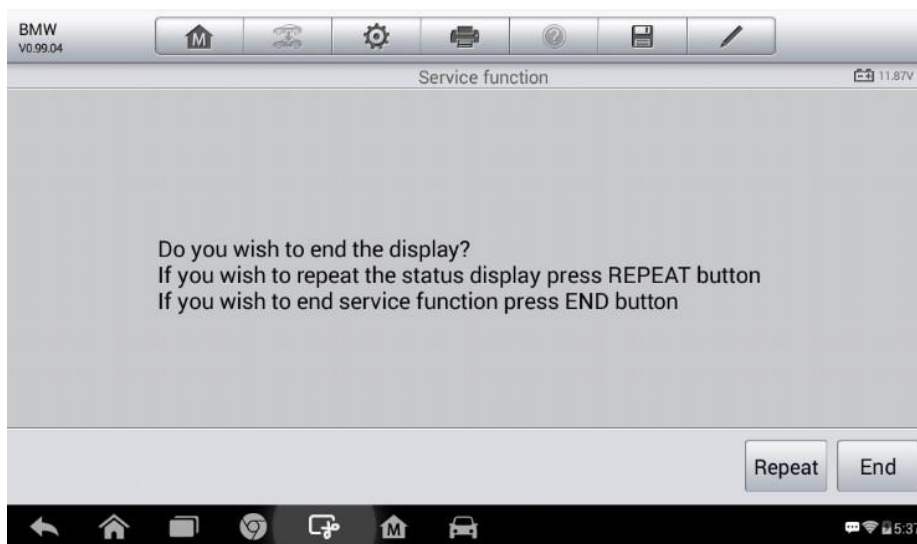 BMW
V0.99.04
M
Service function
11.87V
Do you wish to end the display?
If you wish to repeat the status display press REPEAT button
If you wish to end service function press END button
Repeat
End
M
5:37